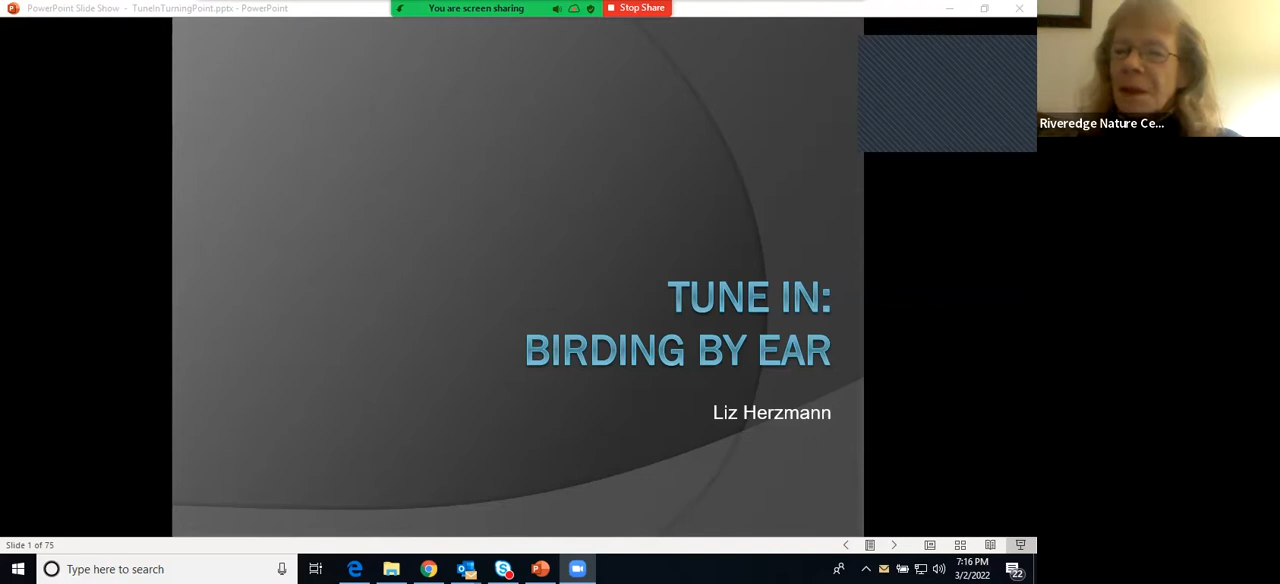 PowerPoint Slide Show - TuneInTurningPoint.pptx - PowerPoint
You are screen sharing
Stop Share
Riveredge Nature Ce...
TUNE IN:
BIRDING BY EAR
Liz Herzmann
Slide 1 of 75
Type here to search
7:16 PM
3/2/2022
22